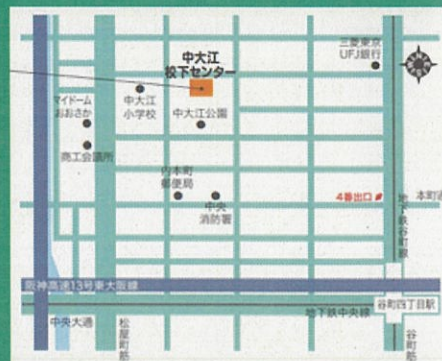 中大江
校下センター
三菱東京
UFJ銀行
マイドーム
おおさか
中大江
小学校
中大江公園
商工会議所
内本町
郵便局
中央
消防署
4番出口
本町通
地下鉄谷町線
阪神高速13号東大阪線
地下鉄中央線
谷町四丁目駅
中央大通
松屋町筋
谷町筋